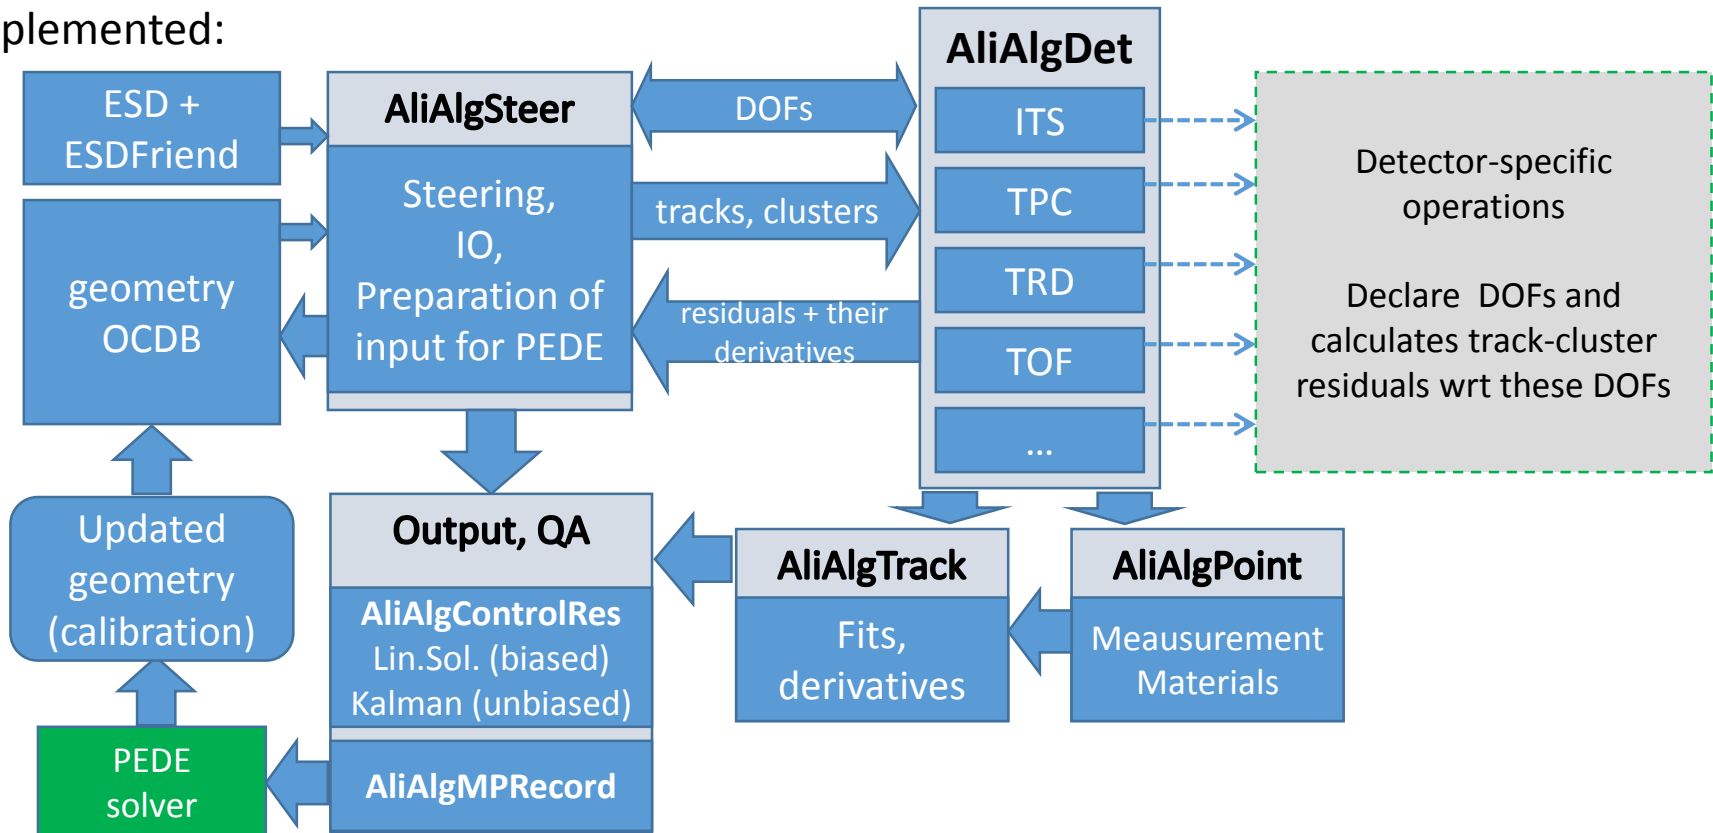 plemented:
ESD +
ESDFriend
geometry
OCDB
Updated
geometry
(calibration)
PEDE
solver
AliAlgSteer
Steering,
IO,
Preparation of
input for PEDE
DOFs
tracks, clusters
residuals + their
derivatives
AliAlgDet
ITS
TPC
TRD
TOF
...
Detector-specific
operations
Declare DOFs and
calculates track-cluster
residuals wrt these DOFs
Output, QA
AliAlgControlRes
Lin.Sol. (biased)
Kalman (unbiased)
AliAlgMPRecord
AliAlgTrack
Fits,
derivatives
AliAlgPoint
Meausurement
Materials